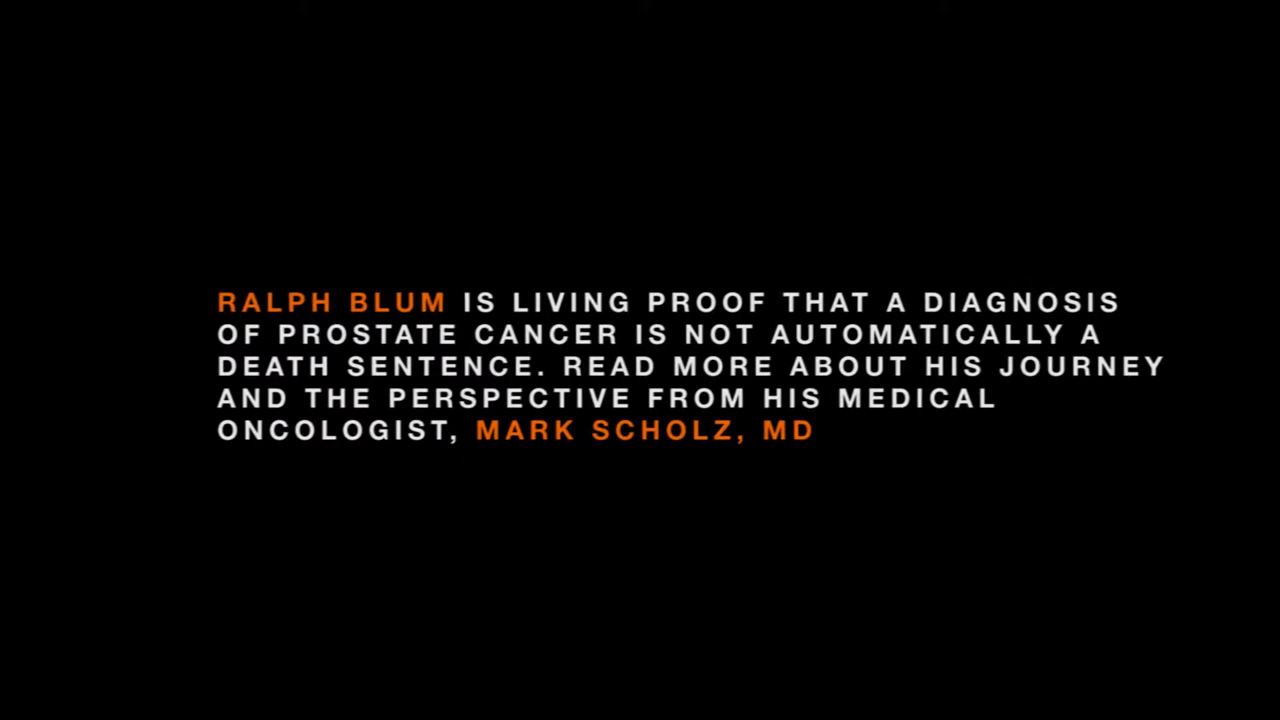 RALPH BLUM IS LIVING PROOF THAT A DIAGNOSIS
OF PROSTATE CANCER IS NOT AUTOMATICALLY A
DEATH SENTENCE. READ MORE ABOUT HIS JOURNEY
AND THE PERSPECTIVE FROM HIS MEDICAL
ONCOLOGIST, MARK SCHOLZ, MD